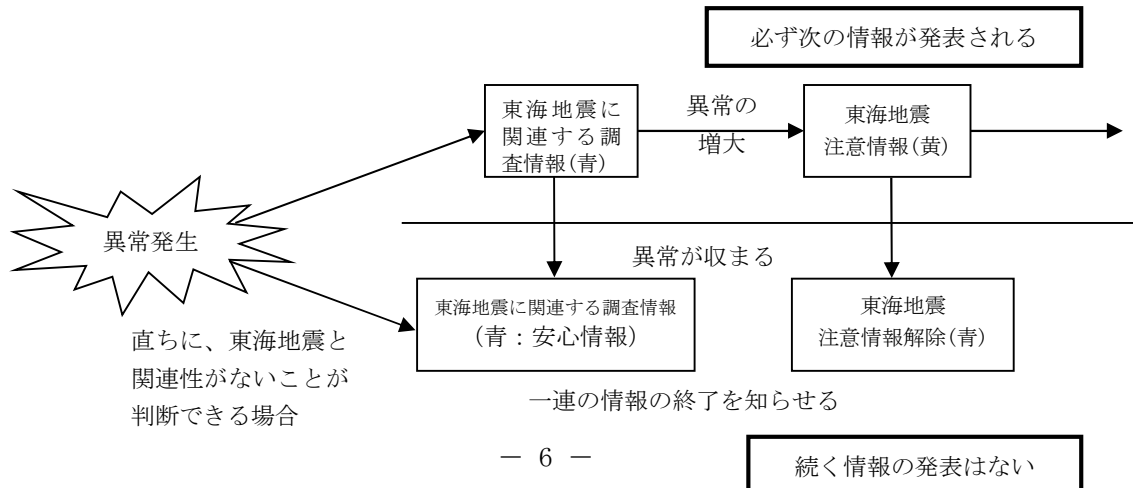 必ず次の情報が発表される
東海地震に
関連する調
査情報(青)
異常の
増大
東海地震
注意情報(黄)
異常発生
異常が収まる
東海地震に関連する調査情報
(青：安心情報)
東海地震
注意情報解除(青)
直ちに、東海地震と
関連性がないことが
判断できる場合
一連の情報の終了を知らせる
－ 6 －
続く情報の発表はない